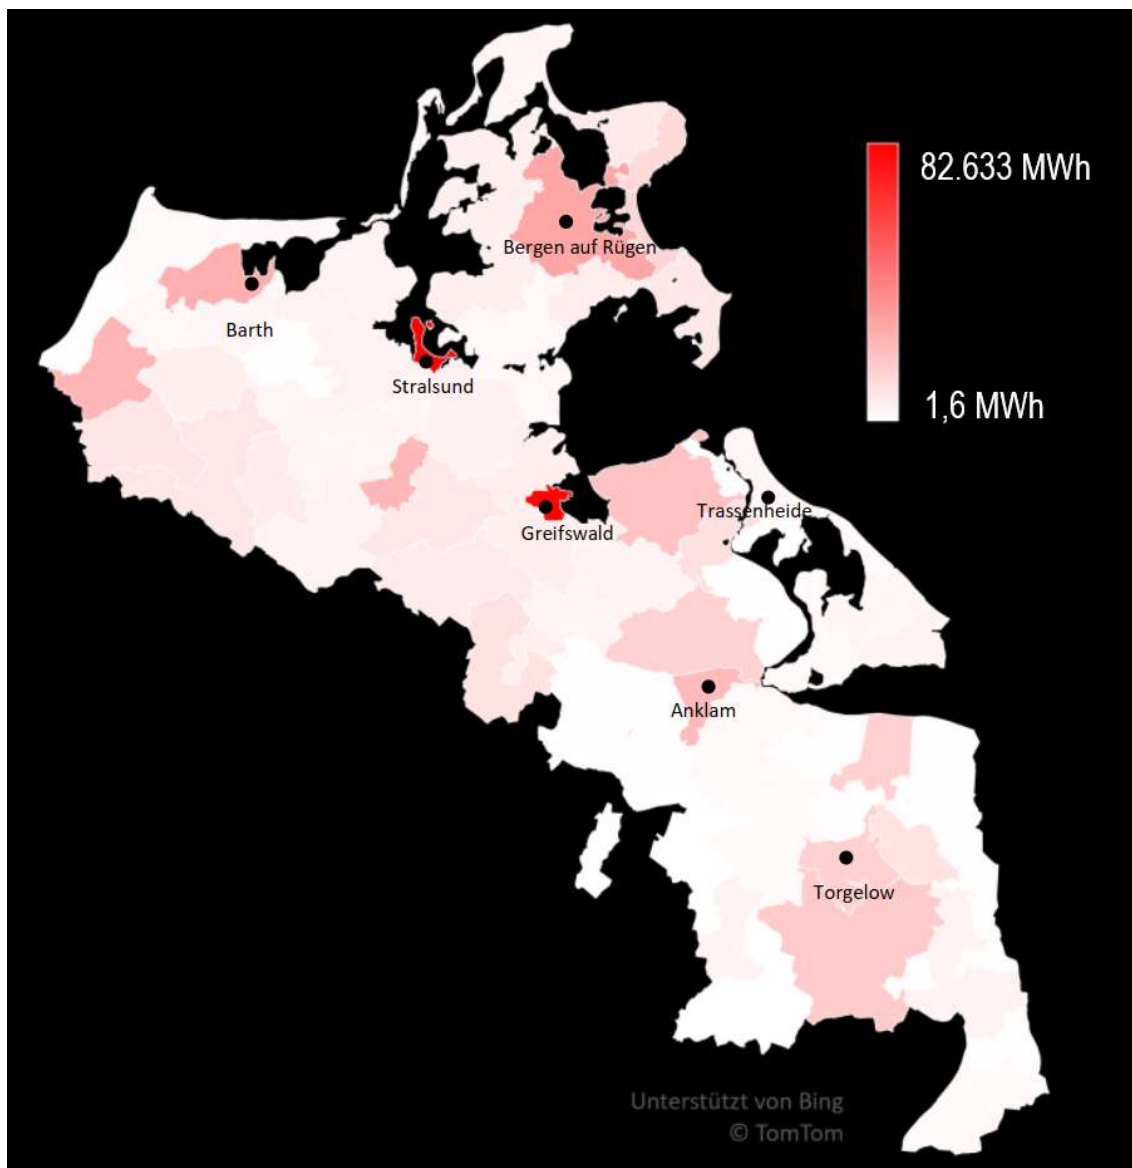 82.633 MWh
Bergen auf Rügen
Barth
Stralsund
1,6 MWh
Trassenheide
Greifswald
Anklam
Torgelow
Unterstützt von Bing
© TomTom